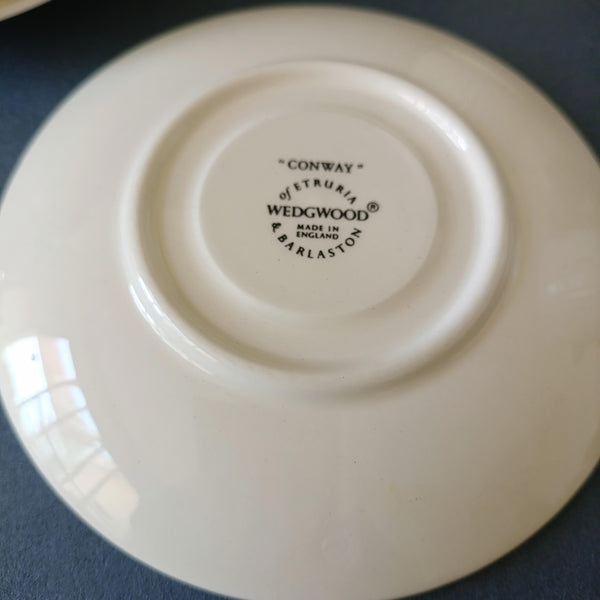 "CONWAY"
of ETRURIA
WEDGWOOD®
MADE IN
ENGLAND
& BARLASTON